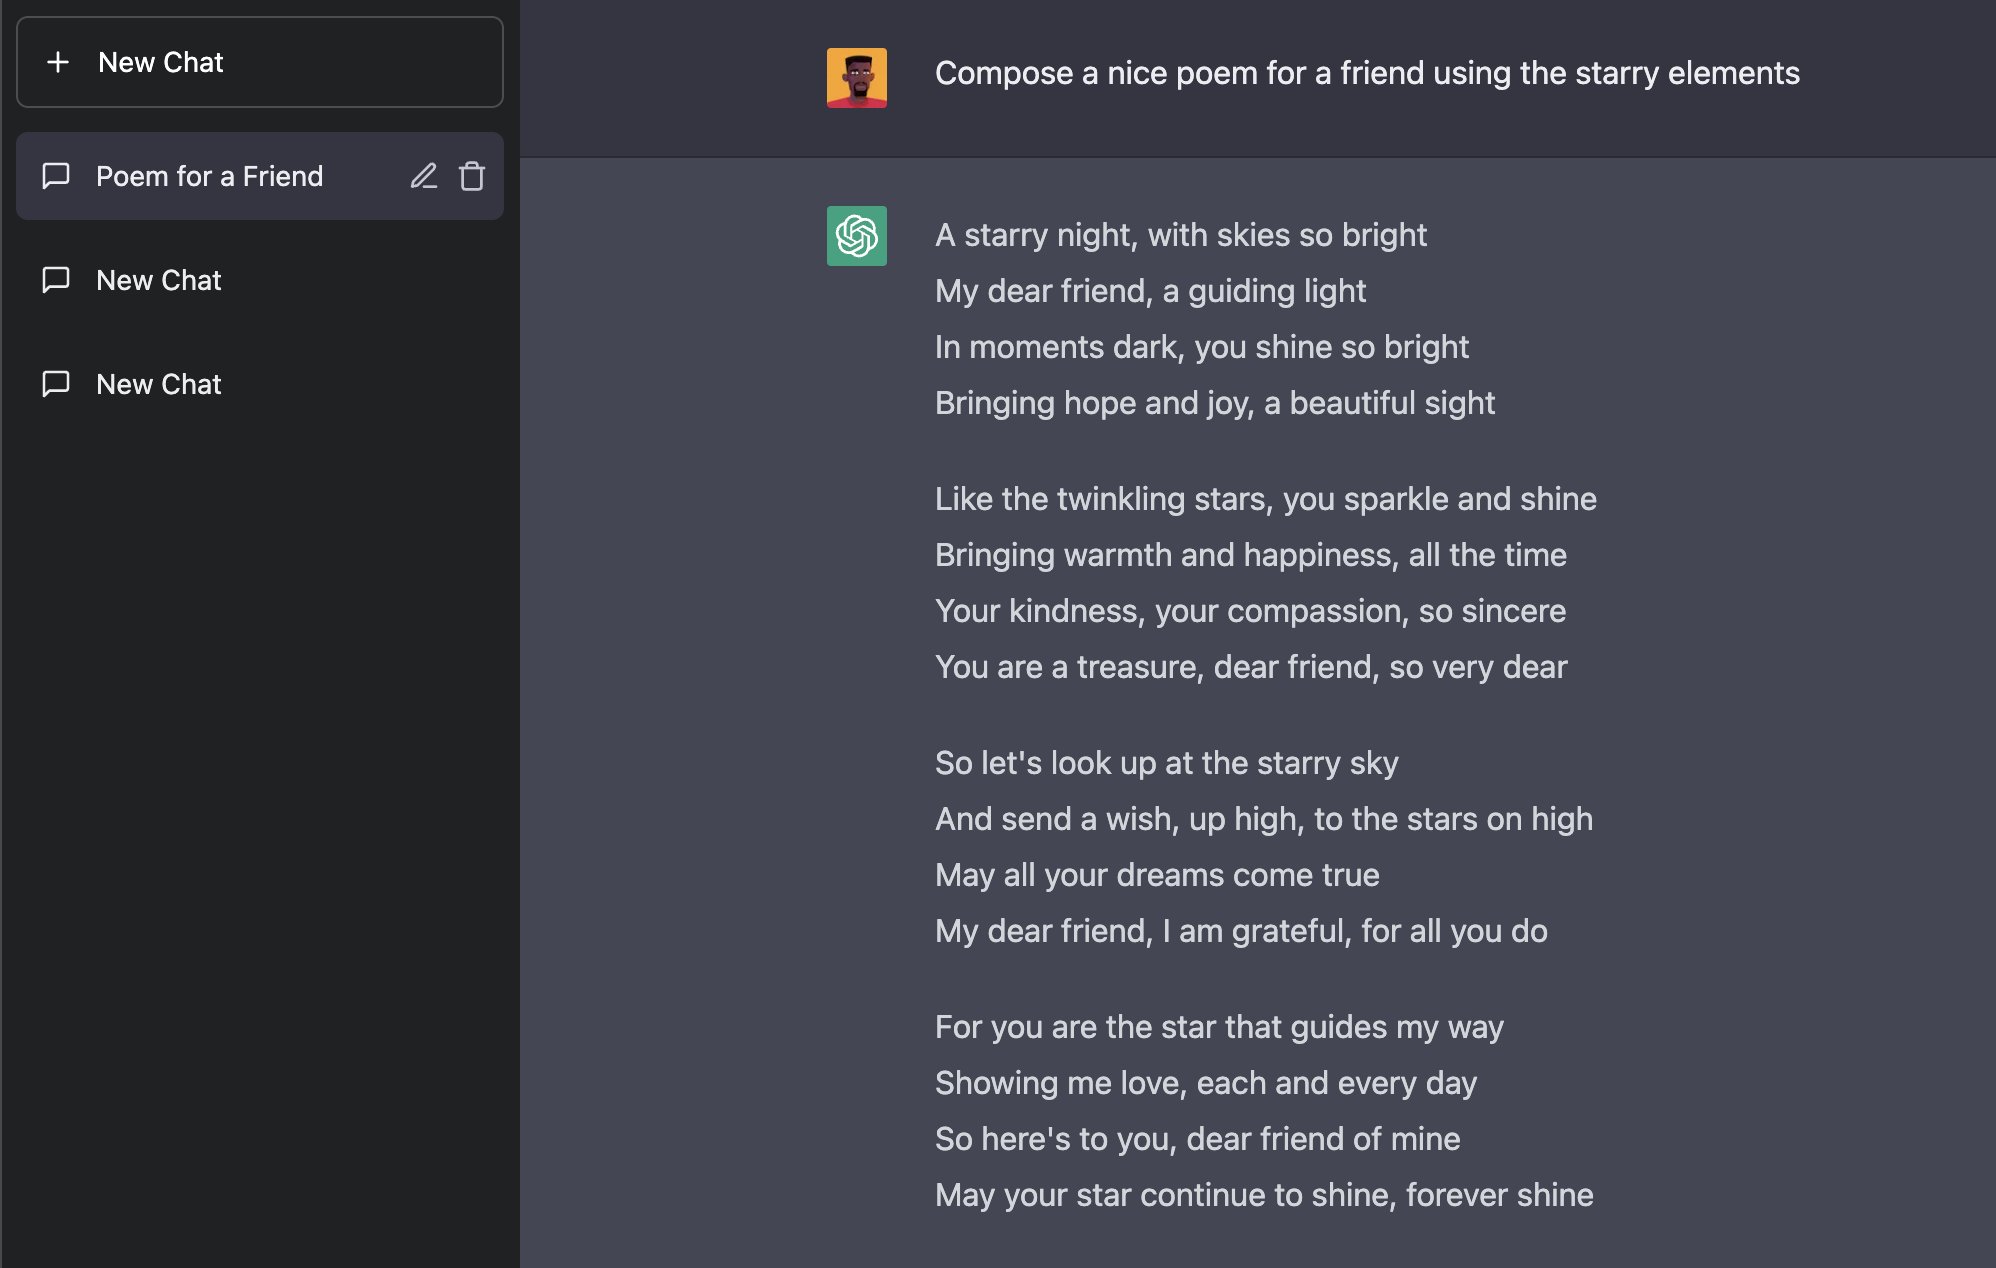 New Chat
Poem for a Friend
New Chat
New Chat
Compose a nice poem for a friend using the starry elements
A starry night, with skies so bright
My dear friend, a guiding light
In moments dark, you shine so bright
Bringing hope and joy, a beautiful sight
Like the twinkling stars, you sparkle and shine
Bringing warmth and happiness, all the time
Your kindness, your compassion, so sincere
You are a treasure, dear friend, so very dear
So let's look up at the starry sky
And send a wish, up high, to the stars on high
May all your dreams come true
My dear friend, I am grateful, for all you do
For you are the star that guides my way
Showing me love, each and every day
So here's to you, dear friend of mine
May your star continue to shine, forever shine